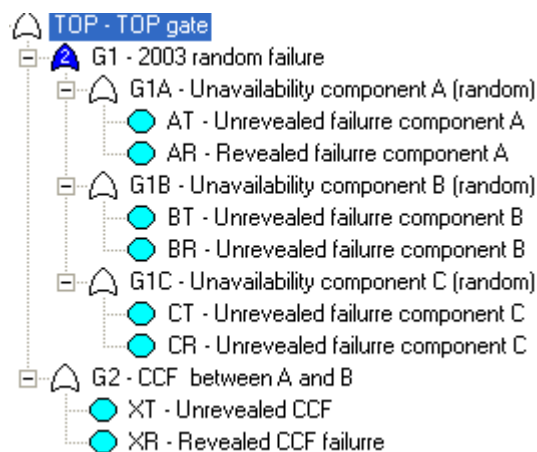 TOP - TOP gate
2 G1 - 2003 random failure
G1A - Unavailability component A (random)
AT - Unrevealed failurre component A
AR - Revealed failurre component A
G1B - Unavailability component B (random)
BT - Unrevealed failurre component B
BR - Unrevealed failurre component B
G1C - Unavailability component C (random)
CT - Unrevealed failurre component C
CR - Unrevealed failurre component C
G2 - CCF between A and B
XT - Unrevealed CCF
XR - Revealed CCF failurre